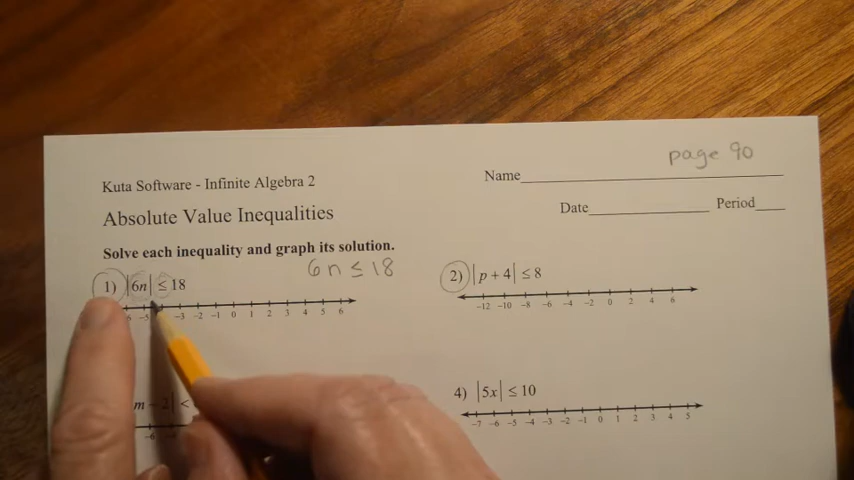 page 90
Kuta Software - Infinite Algebra 2
Name
Absolute Value Inequalities
Date Period
Solve each inequality and graph its solution.
6n ≤ 18
1) |6n| ≤ 18
-3 -2 -1 0 1 2 3 4 5 6
2) |p + 4| ≤ 8
-12 -10 -8 -6 -4 -2 0 2 4 6
m - 2| <
-6
4) |5x| ≤ 10
-7 -6 -5 -4 -3 -2 -1 0 1 2 3 4 5